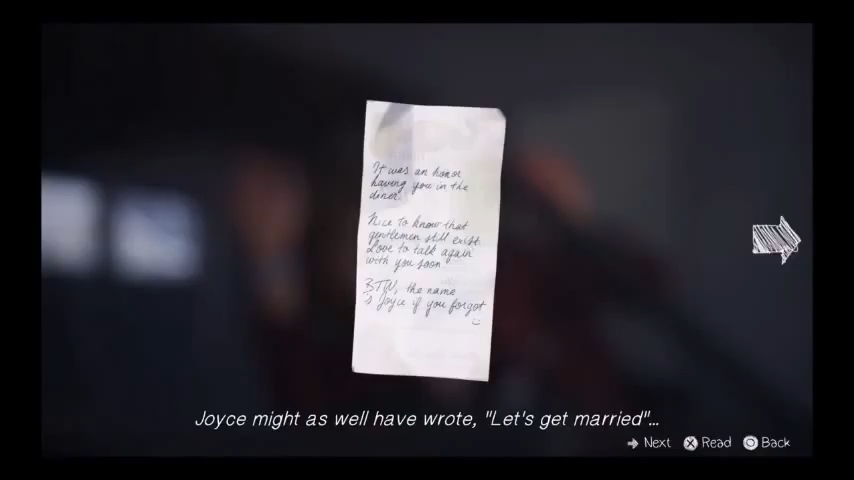 It was an honor
having you in the
diner.
Nice to know that
gentlemen still exist.
Love to talk again
with you soon
BTW, the name
's Joyce if you forgot
Joyce might as well have wrote, "Let's get married"...
Next Read Back